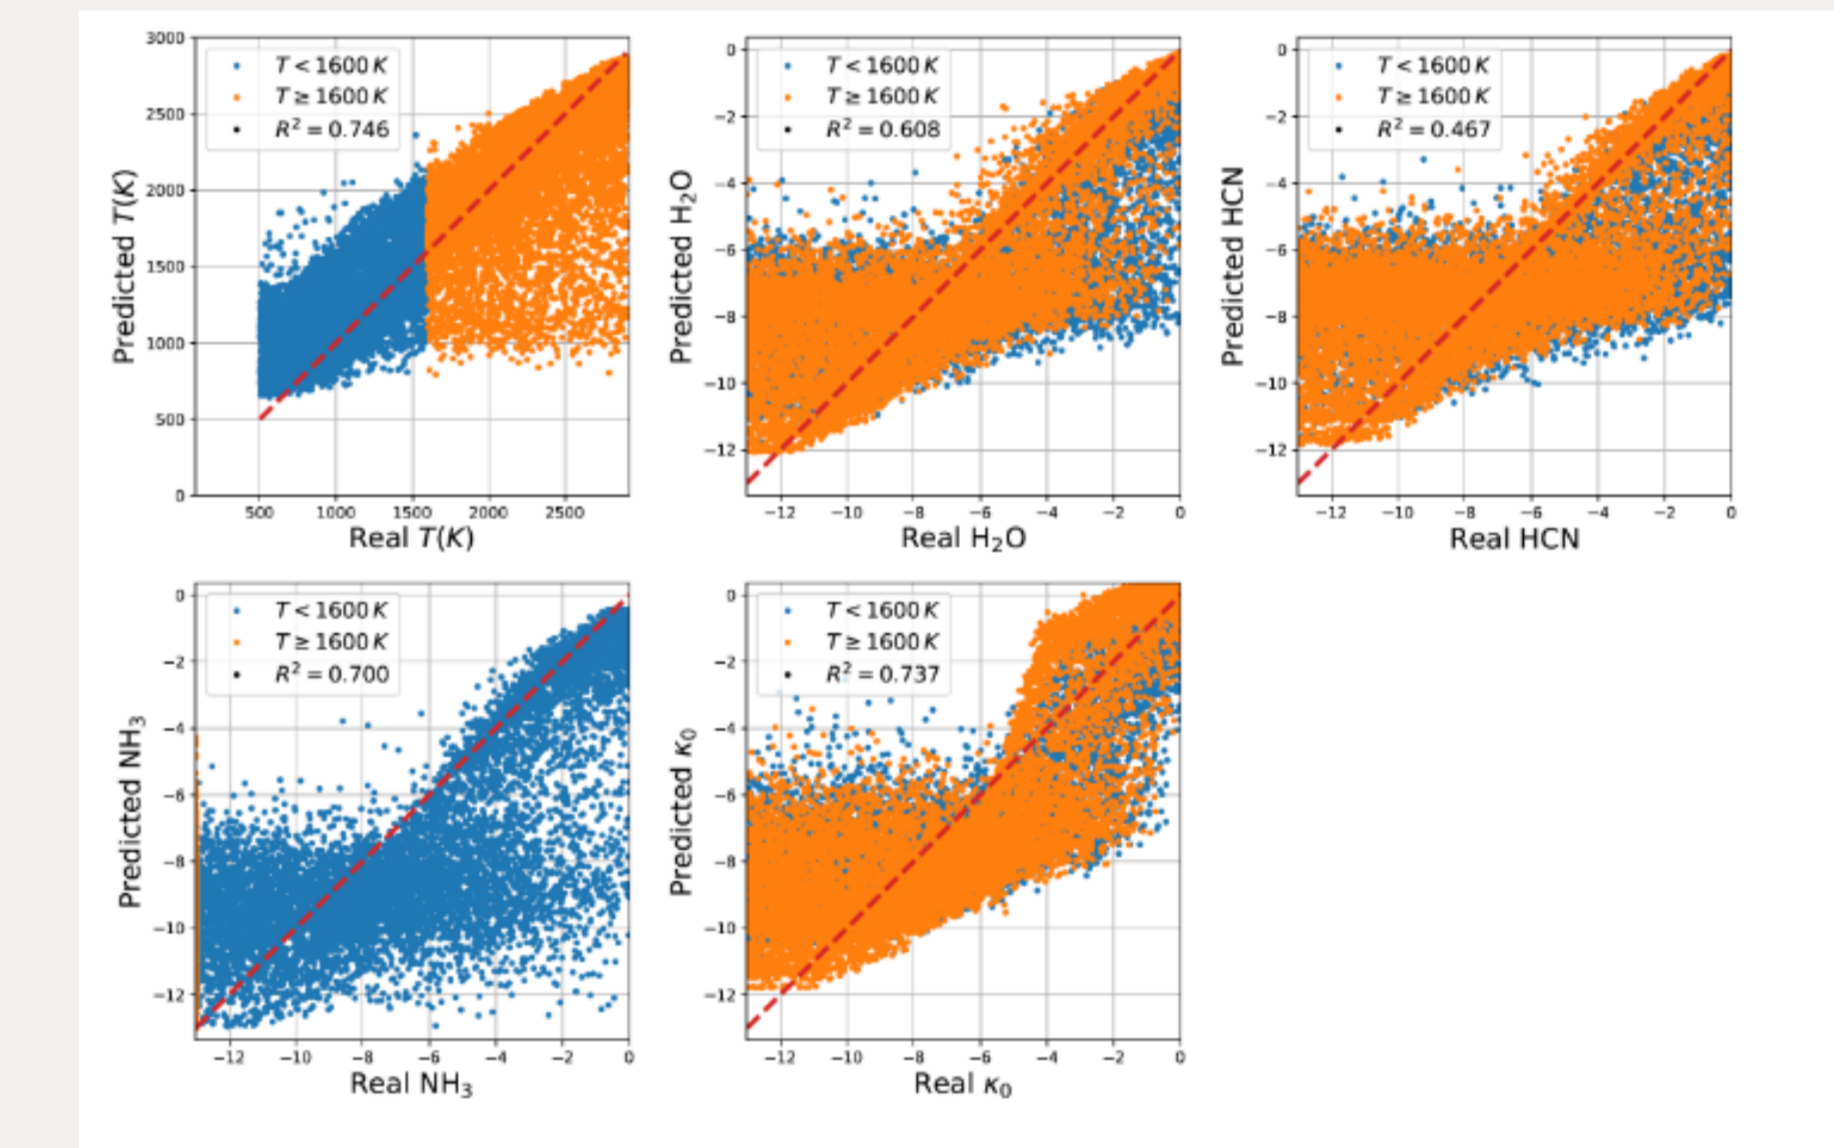 3000
2500
2000
1500
1000
500
0
T < 1600 K
T ≥ 1600 K
R² = 0.746
Predicted T(K)
500 1000 1500 2000 2500
Real T(K)
0
−2
−4
−6
−8
−10
−12
T < 1600 K
T ≥ 1600 K
R² = 0.608
Predicted H₂O
−12 −10 −8 −6 −4 −2 0
Real H₂O
0
−2
−4
−6
−8
−10
−12
T < 1600 K
T ≥ 1600 K
R² = 0.467
Predicted HCN
−12 −10 −8 −6 −4 −2 0
Real HCN
0
−2
−4
−6
−8
−10
−12
T < 1600 K
T ≥ 1600 K
R² = 0.700
Predicted NH₃
−12 −10 −8 −6 −4 −2 0
Real NH₃
0
−2
−4
−6
−8
−10
−12
T < 1600 K
T ≥ 1600 K
R² = 0.737
Predicted κ₀
−12 −10 −8 −6 −4 −2 0
Real κ₀